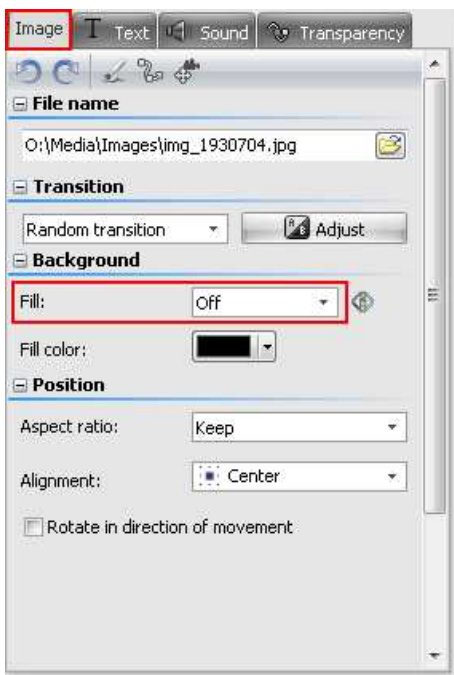 Image T Text Sound Transparency
File name
O:\Media\Images\img_1930704.jpg
Transition
Random transition Adjust
Background
Fill: Off
Fill color:
Position
Aspect ratio: Keep
Alignment: Center
Rotate in direction of movement